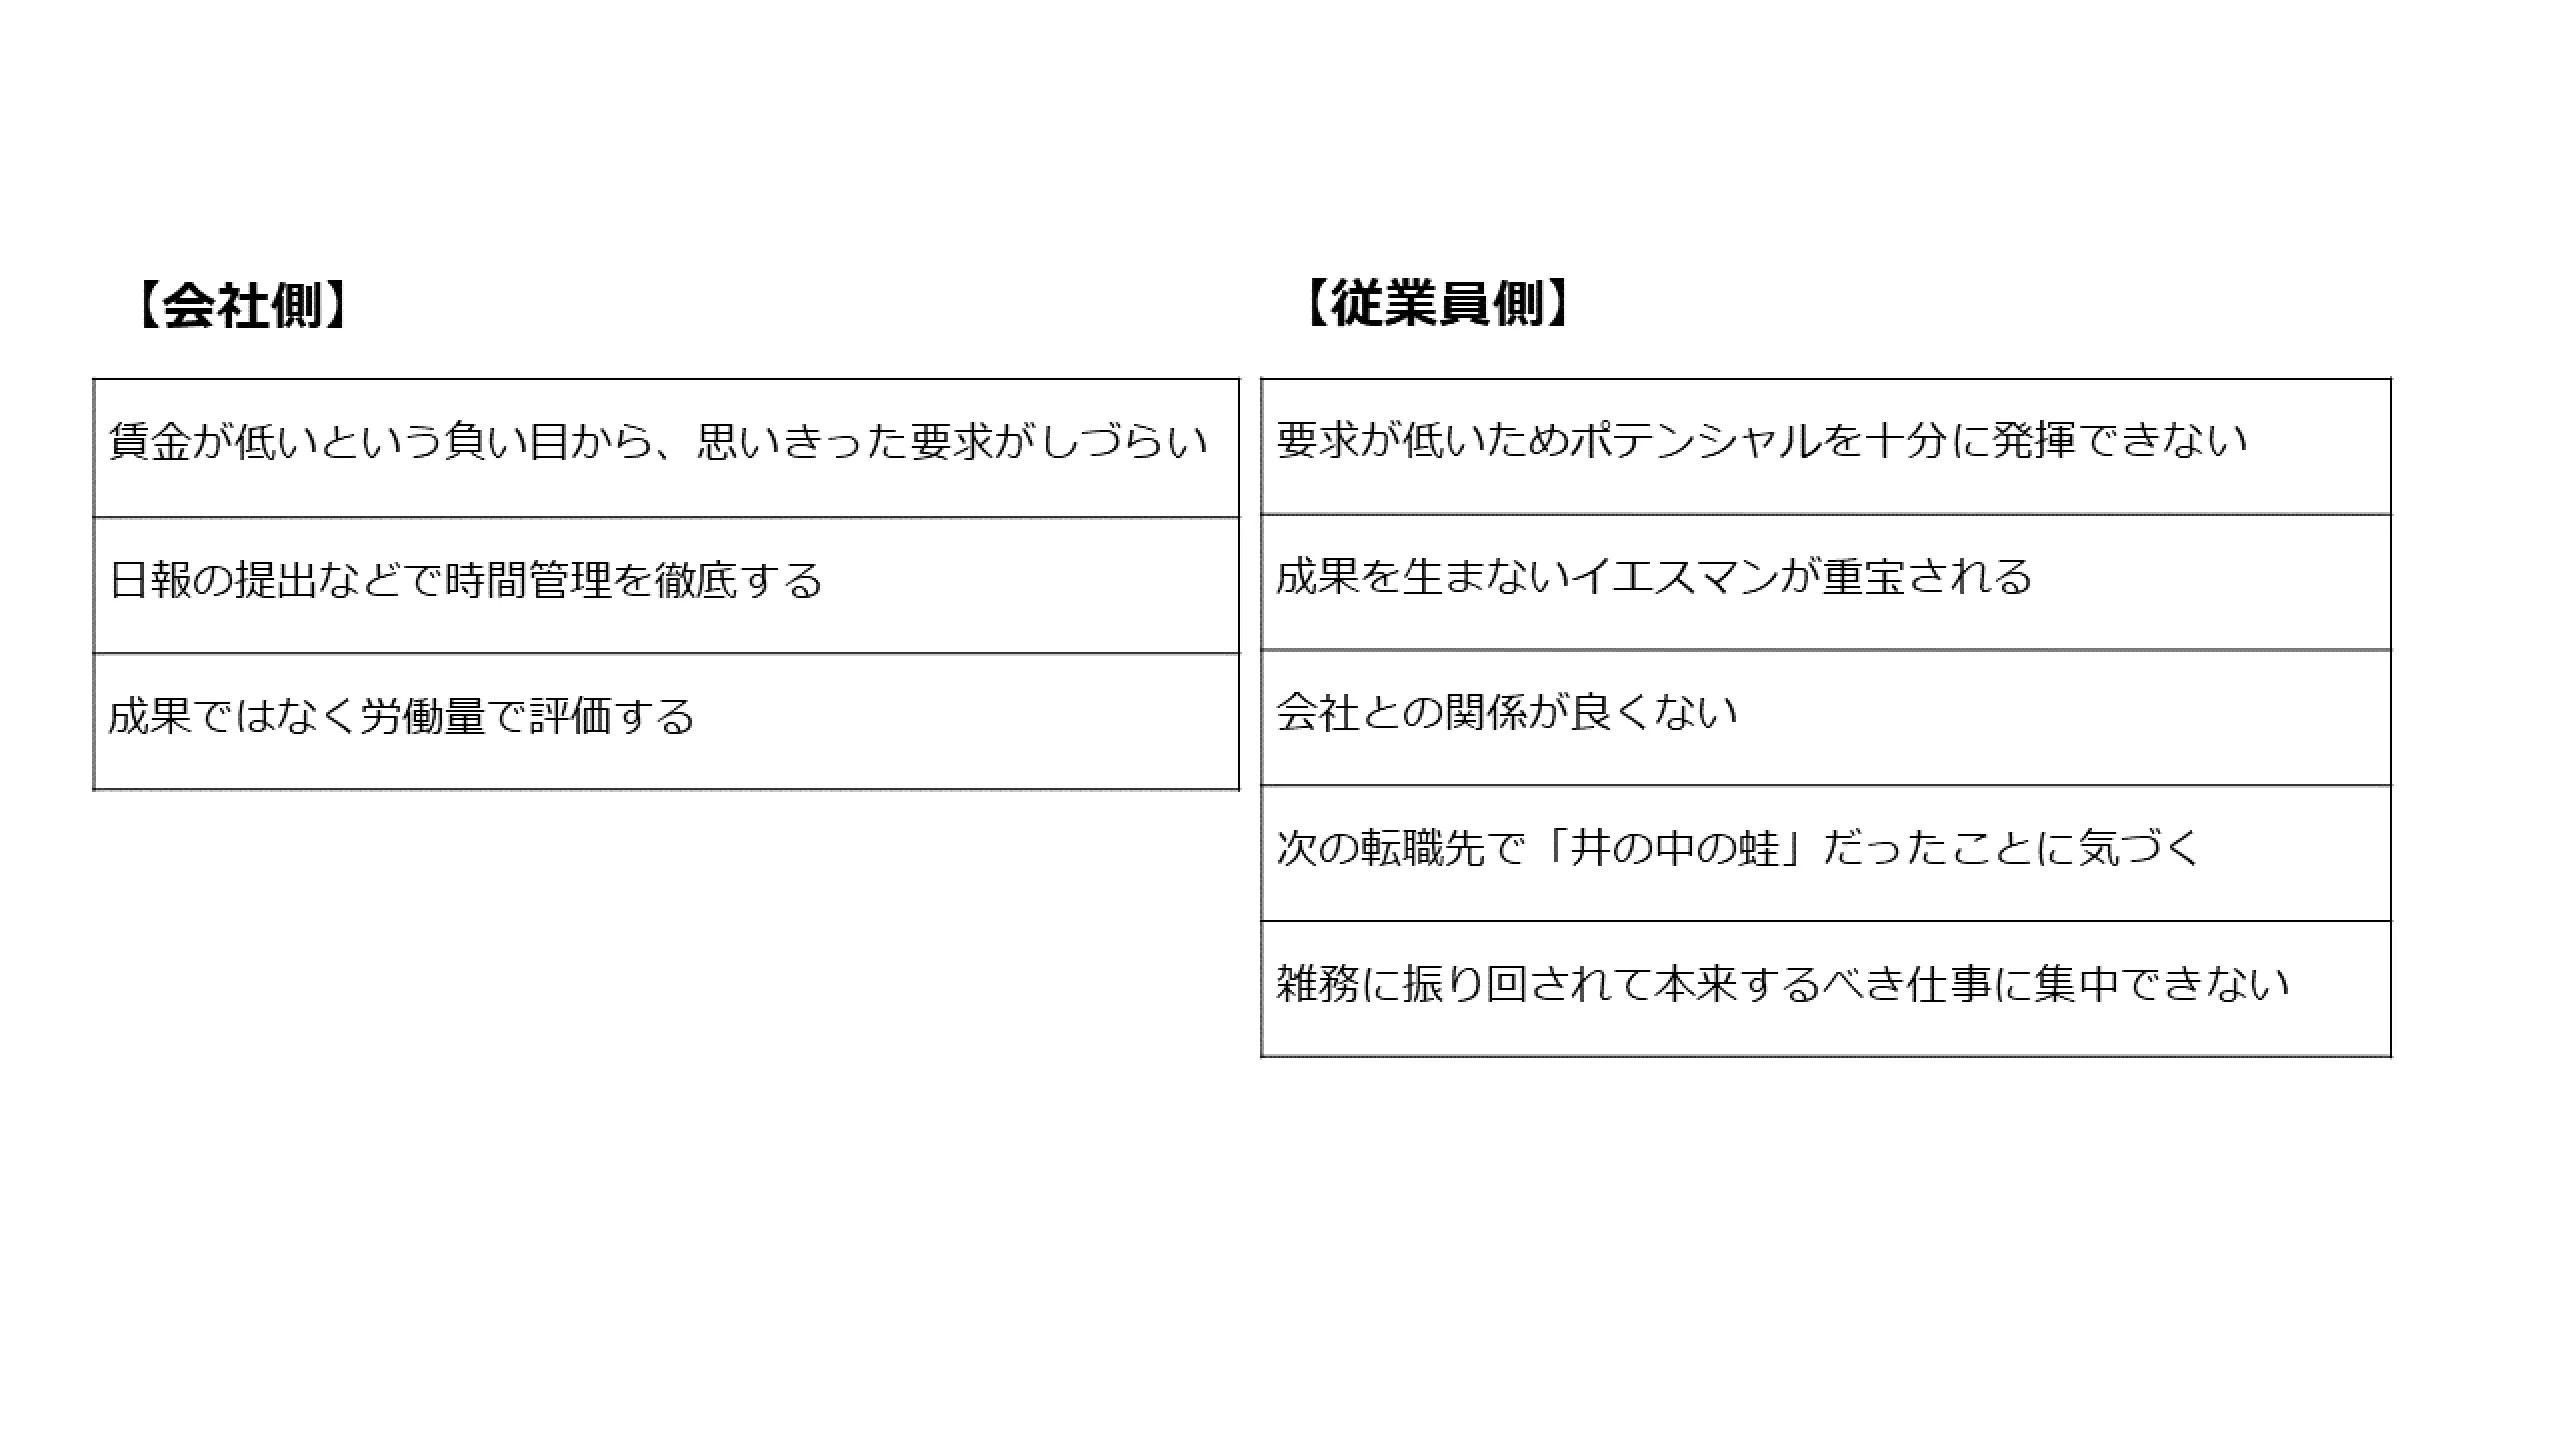 【会社側】
賃金が低いという負い目から、思いきった要求がしづらい
日報の提出などで時間管理を徹底する
成果ではなく労働量で評価する
【従業員側】
要求が低いためポテンシャルを十分に発揮できない
成果を生まないイエスマンが重宝される
会社との関係が良くない
次の転職先で「井の中の蛙」だったことに気づく
雑務に振り回されて本来するべき仕事に集中できない